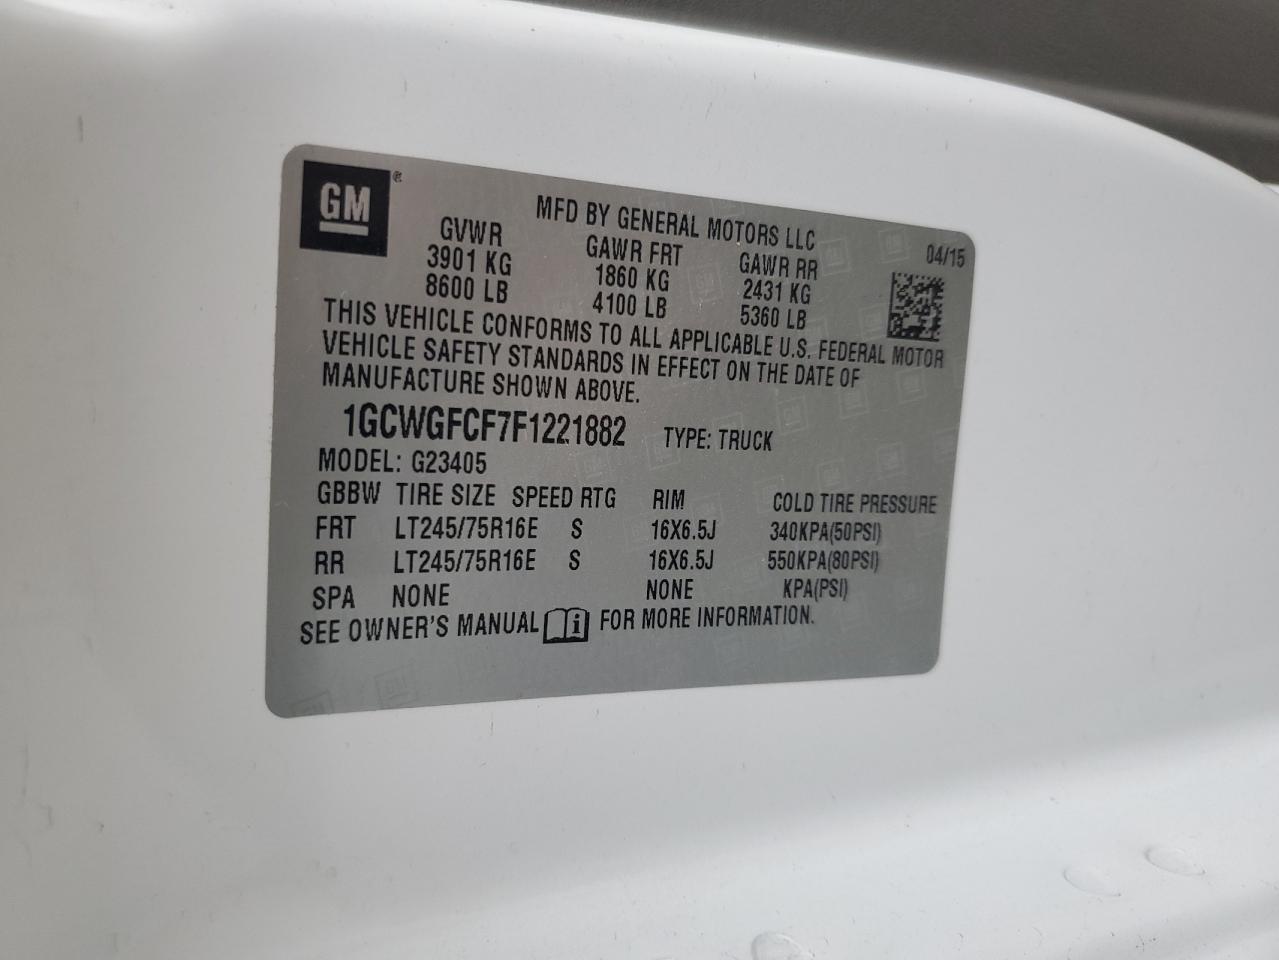 GM®
MFD BY GENERAL MOTORS LLC
04/15
GVWR GAWR FRT GAWR RR
3901 KG 1860 KG 2431 KG
8600 LB 4100 LB 5360 LB
THIS VEHICLE CONFORMS TO ALL APPLICABLE U.S. FEDERAL MOTOR
VEHICLE SAFETY STANDARDS IN EFFECT ON THE DATE OF
MANUFACTURE SHOWN ABOVE.
1GCWGFCF7F1221882 TYPE: TRUCK
MODEL: G23405
GBBW TIRE SIZE SPEED RTG RIM COLD TIRE PRESSURE
FRT LT245/75R16E S 16X6.5J 340KPA(50PSI)
RR LT245/75R16E S 16X6.5J 550KPA(80PSI)
SPA NONE NONE KPA(PSI)
SEE OWNER'S MANUAL i FOR MORE INFORMATION.